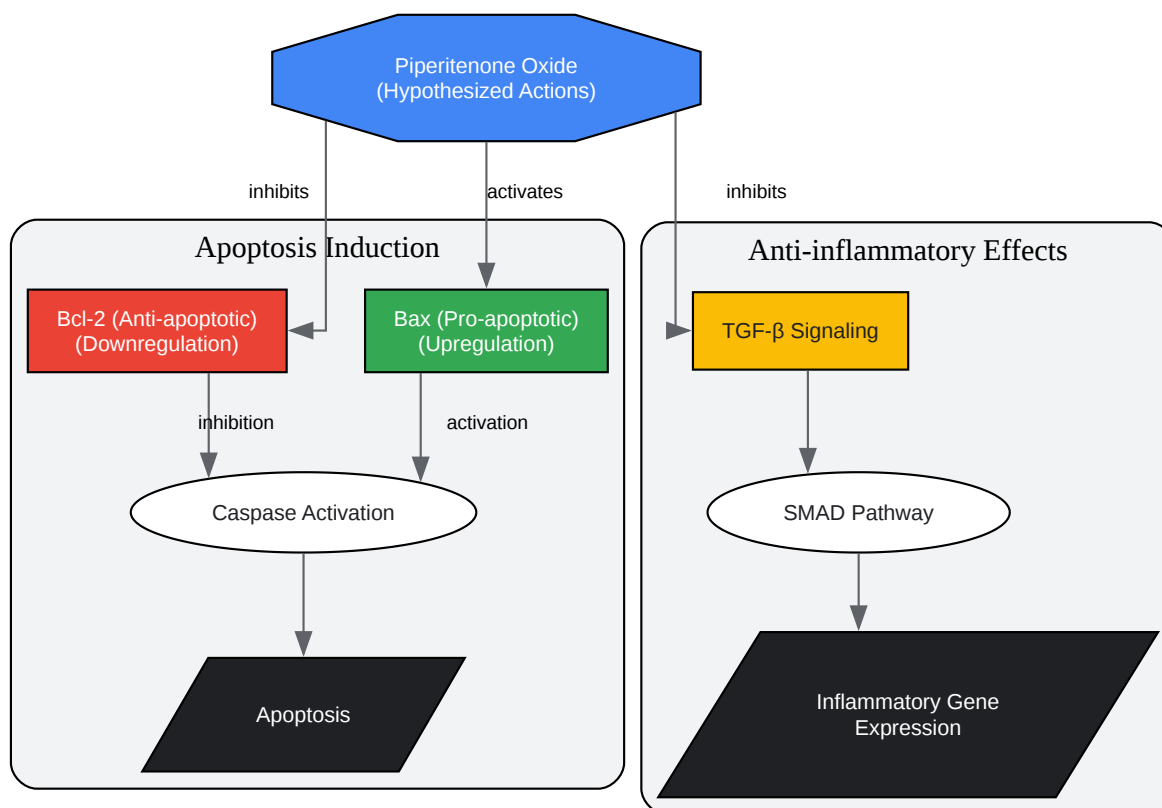 Piperitenone Oxide
(Hypothesized Actions)
inhibits
activates
inhibits
Apoptosis Induction
Anti-inflammatory Effects
Bcl-2 (Anti-apoptotic)
(Downregulation)
Bax (Pro-apoptotic)
(Upregulation)
TGF-β Signaling
inhibition
activation
Caspase Activation
SMAD Pathway
Apoptosis
Inflammatory Gene
Expression